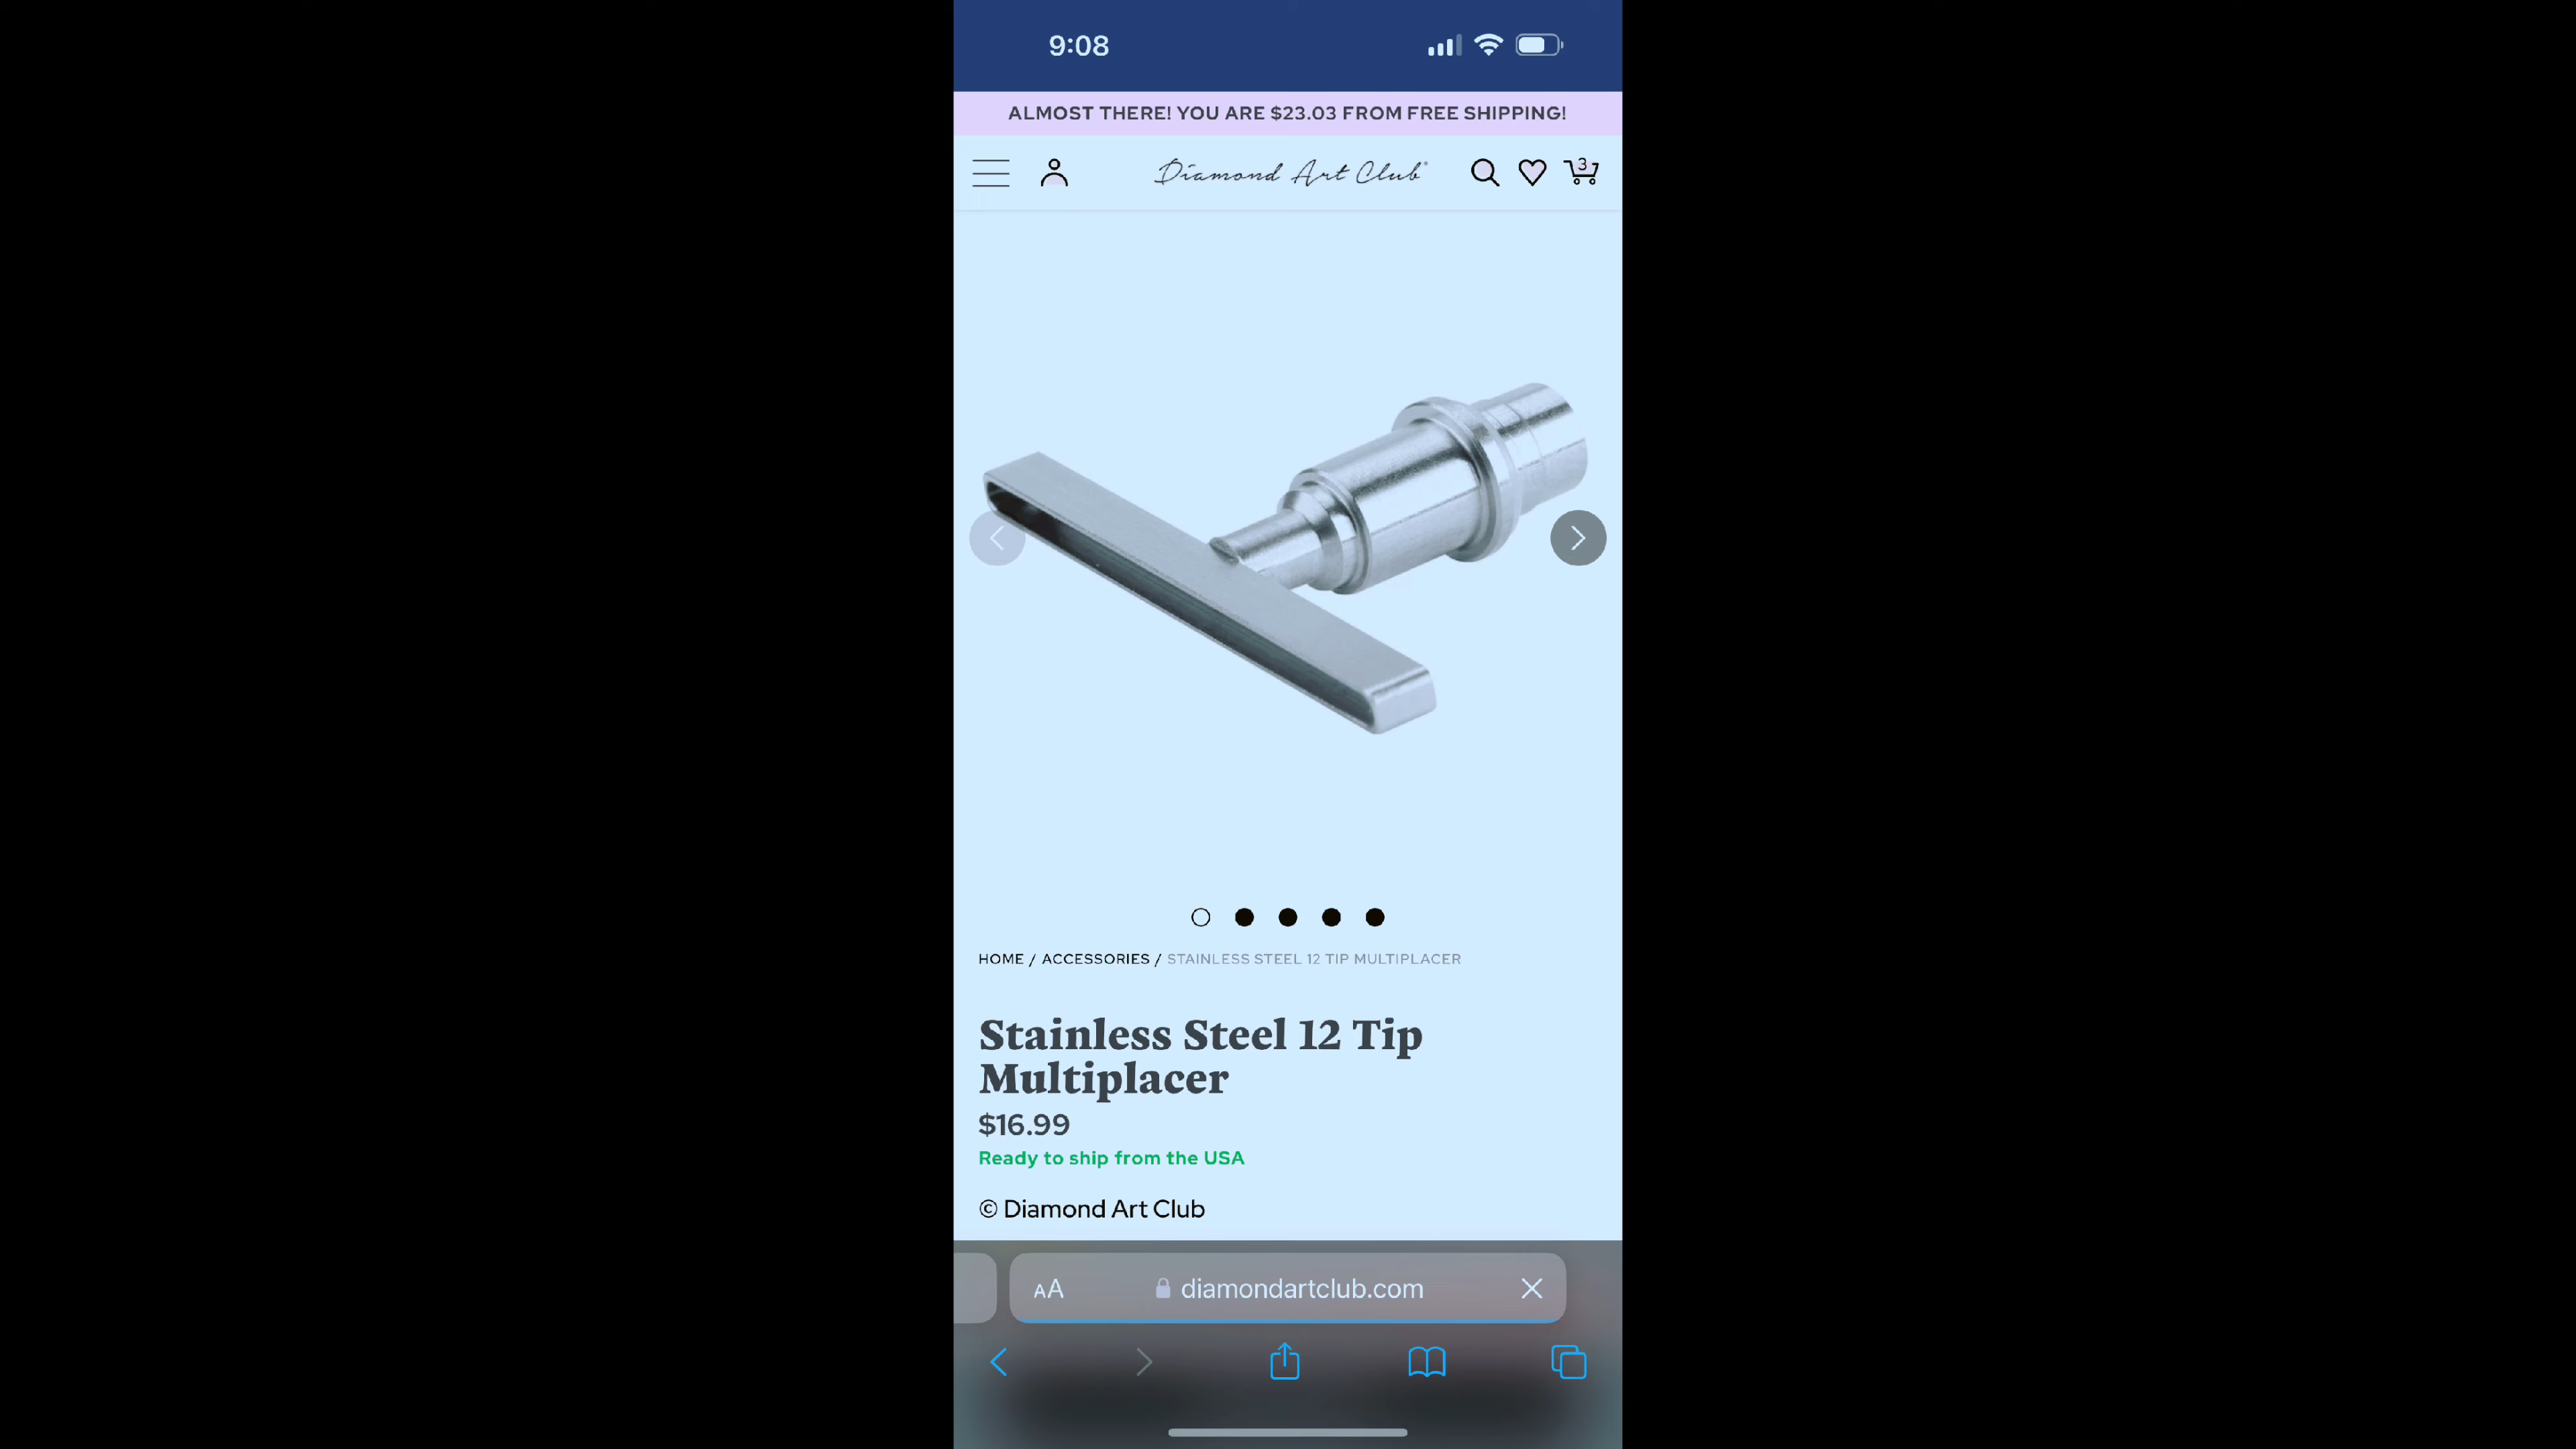 9:08
ALMOST THERE! YOU ARE $23.03 FROM FREE SHIPPING!
Diamond Art Club
3
HOME / ACCESSORIES / STAINLESS STEEL 12 TIP MULTIPLACER
Stainless Steel 12 Tip
Multiplacer
$16.99
Ready to ship from the USA
© Diamond Art Club
AA diamondartclub.com